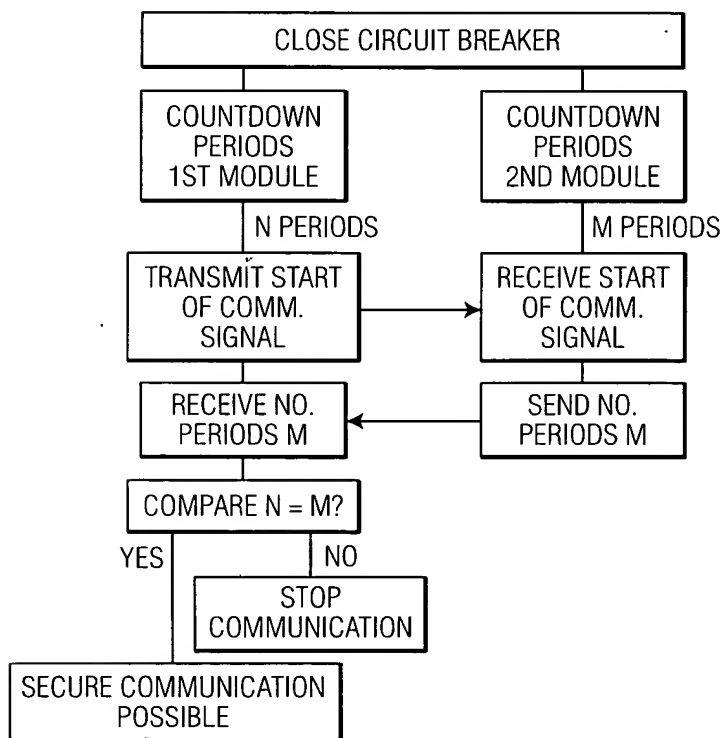 CLOSE CIRCUIT BREAKER
COUNTDOWN
PERIODS
1ST MODULE
COUNTDOWN
PERIODS
2ND MODULE
N PERIODS
M PERIODS
TRANSMIT START
OF COMM.
SIGNAL
RECEIVE START
OF COMM.
SIGNAL
RECEIVE NO.
PERIODS M
SEND NO.
PERIODS M
COMPARE N = M?
YES
NO
STOP
COMMUNICATION
SECURE COMMUNICATION
POSSIBLE